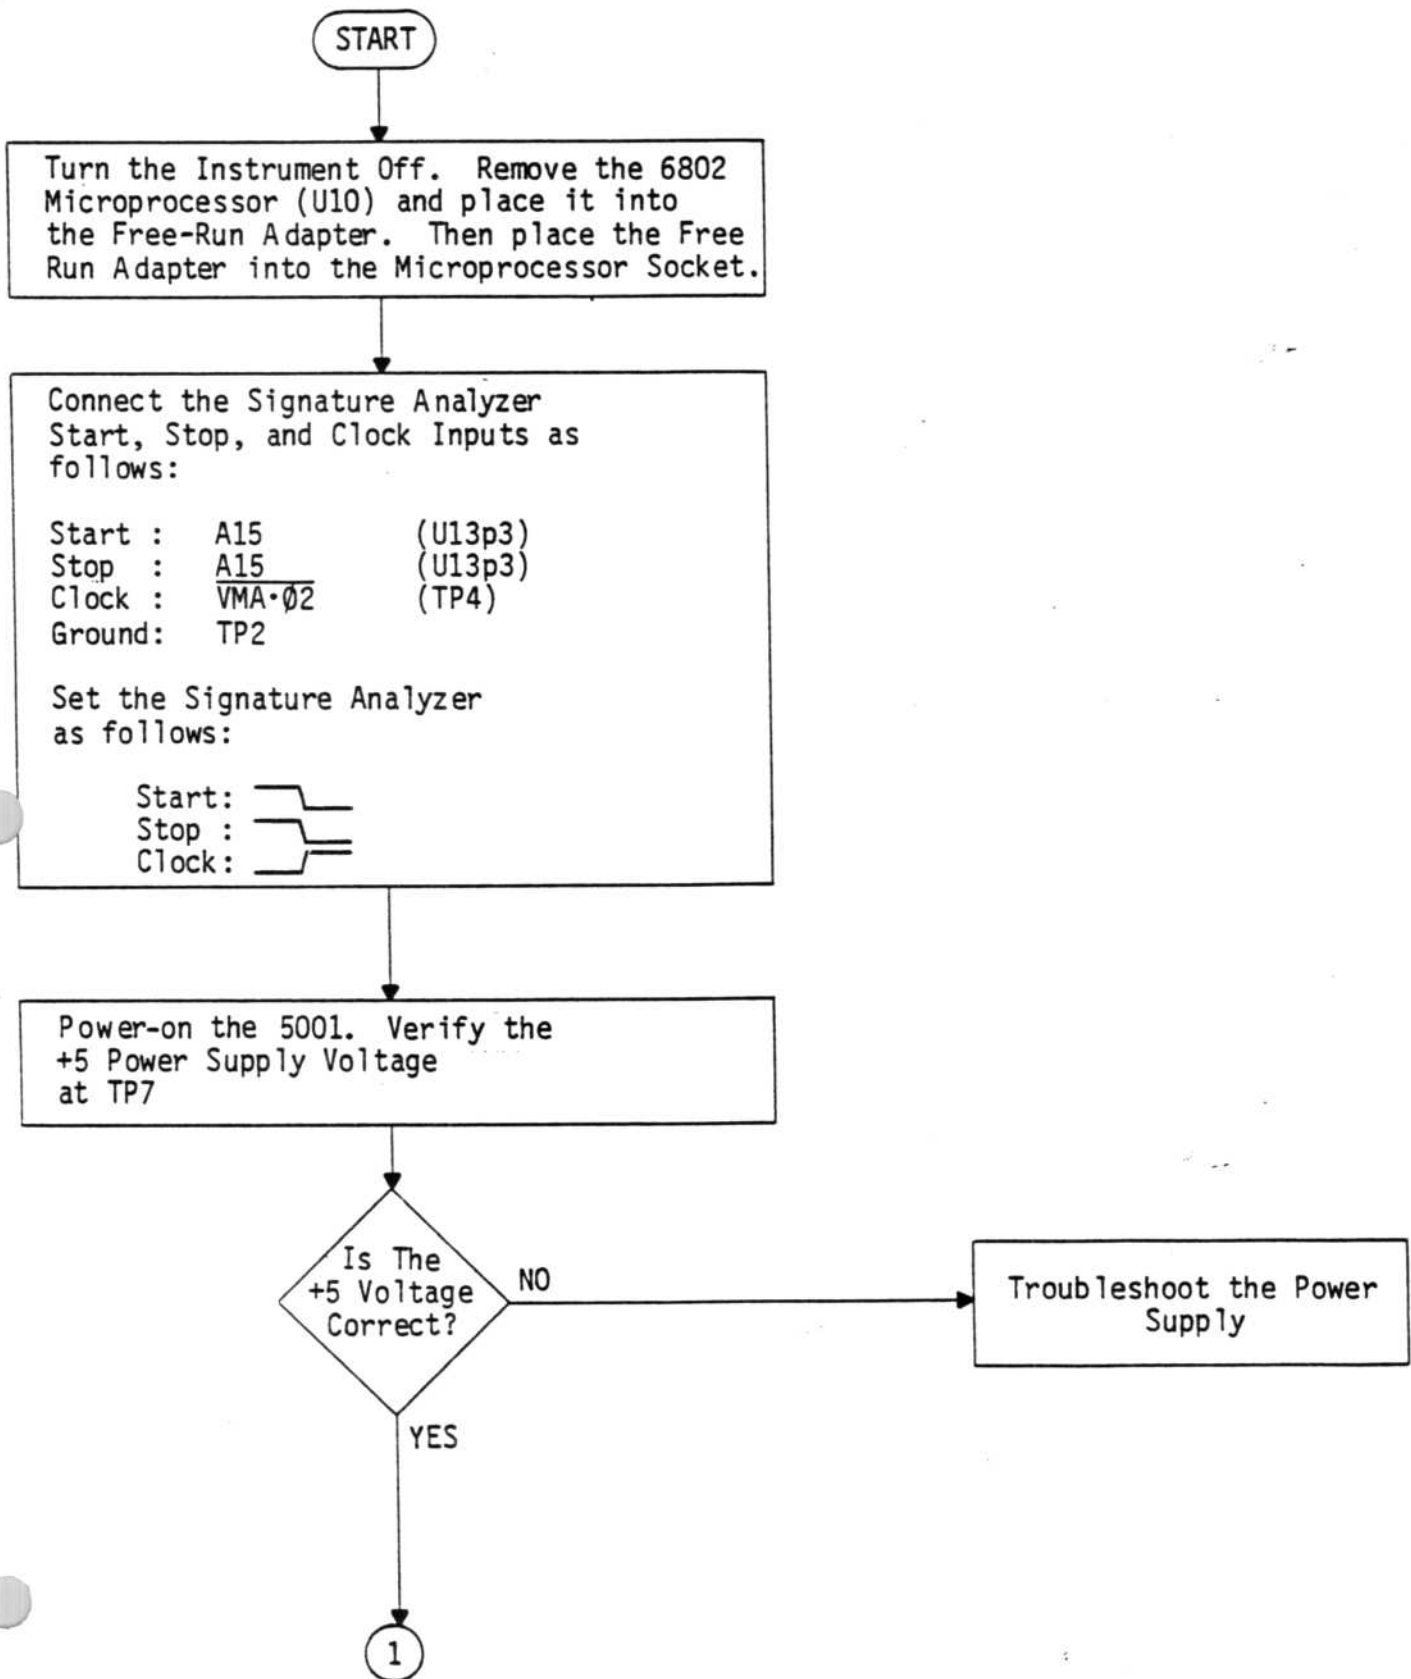 START
Turn the Instrument Off.  Remove the 6802
Microprocessor (U10) and place it into
the Free-Run Adapter.  Then place the Free
Run Adapter into the Microprocessor Socket.
Connect the Signature Analyzer
Start, Stop, and Clock Inputs as
follows:
Start :   A15   (U13p3)
Stop  :   A15   (U13p3)
Clock :   V̅M̅A̅·̅Ø̅2̅   (TP4)
Ground:   TP2
Set the Signature Analyzer
as follows:
Start:
Stop :
Clock:
Power-on the 5001.  Verify the
+5 Power Supply Voltage
at TP7
Is The
+5 Voltage
Correct?
NO
Troubleshoot the Power
Supply
YES
1